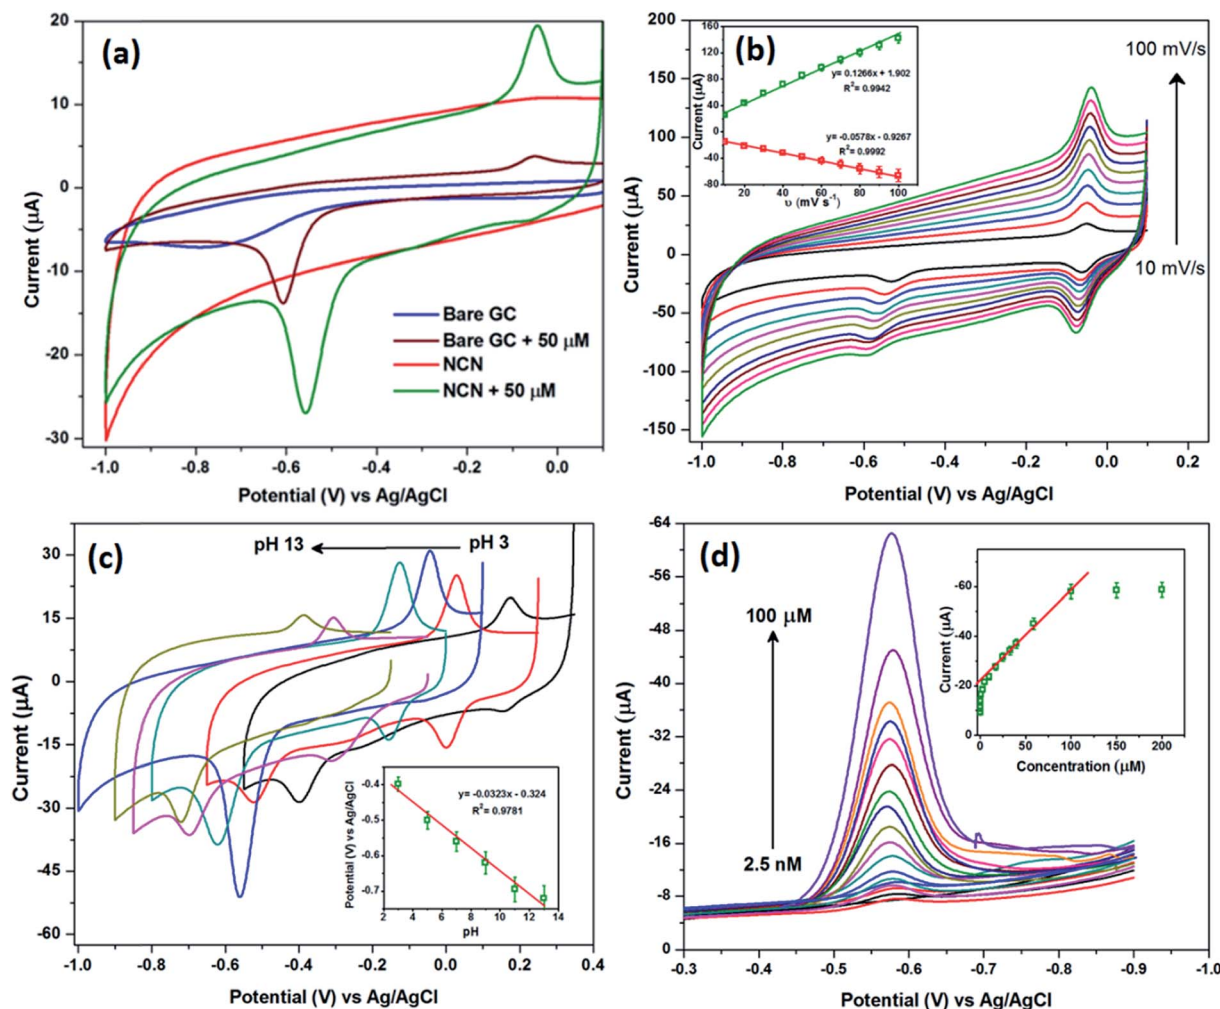 (a)
20
10
0
-10
-20
-30
Current (µA)
Bare GC
Bare GC + 50 µM
NCN
NCN + 50 µM
-1.0 -0.8 -0.6 -0.4 -0.2 0.0
Potential (V) vs Ag/AgCl
(b)
200
150
100
50
0
-50
-100
-150
Current (µA)
160
120
80
40
0
-40
-80
Current (µA)
y= 0.1266x + 1.902
R2= 0.9942
y= -0.0578x - 0.9267
R2= 0.9992
20 40 60 80 100
υ (mV s-1)
100 mV/s
10 mV/s
-1.0 -0.8 -0.6 -0.4 -0.2 0.0 0.2
Potential (V) vs Ag/AgCl
(c)
pH 13
pH 3
30
15
0
-15
-30
-45
-60
Current (µA)
-0.4
-0.5
-0.6
-0.7
Potential (V) vs Ag/AgCl
y= -0.0323x - 0.324
R2= 0.9781
2 4 6 8 10 12 14
pH
-1.0 -0.8 -0.6 -0.4 -0.2 0.0 0.2 0.4
Potential (V) vs Ag/AgCl
(d)
-64
-56
-48
-40
-32
-24
-16
-8
0
Current (µA)
100 µM
2.5 nM
-60
-40
-20
0
Current (µA)
0 25 50 75 100 125 150 175 200
Concentration (µM)
-0.3 -0.4 -0.5 -0.6 -0.7 -0.8 -0.9 -1.0
Potential (V) vs Ag/AgCl